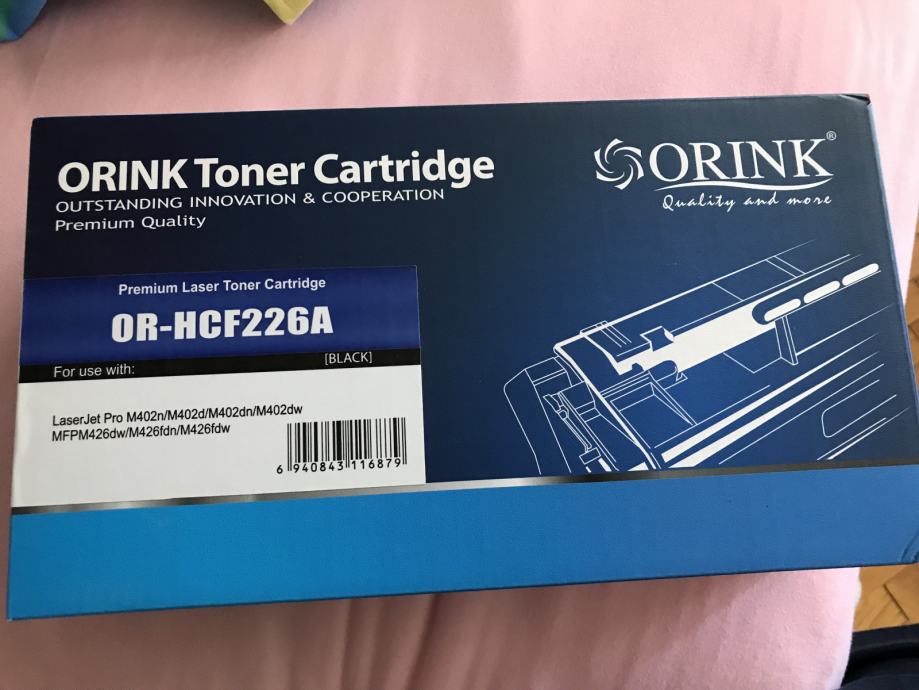 ORINK Toner Cartridge
OUTSTANDING INNOVATION & COOPERATION
Premium Quality
ORINK®
Quality and more
Premium Laser Toner Cartridge
OR-HCF226A
[BLACK]
For use with:
LaserJet Pro M402n/M402d/M402dn/M402dw
MFPM426dw/M426fdn/M426fdw
6 940843 116879